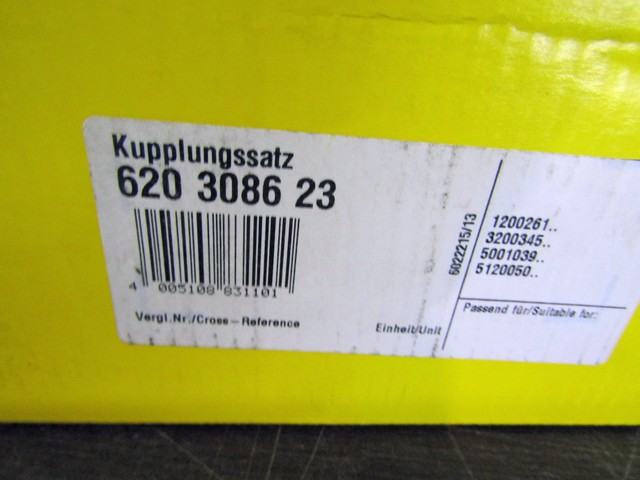 Kupplungssatz
620 3086 23
4 005108 831101
Vergl.Nr./Cross-Reference
Einheit/Unit
6022215/13
1200261..
3200345..
5001039..
5120050..
Passend für/Suitable for: